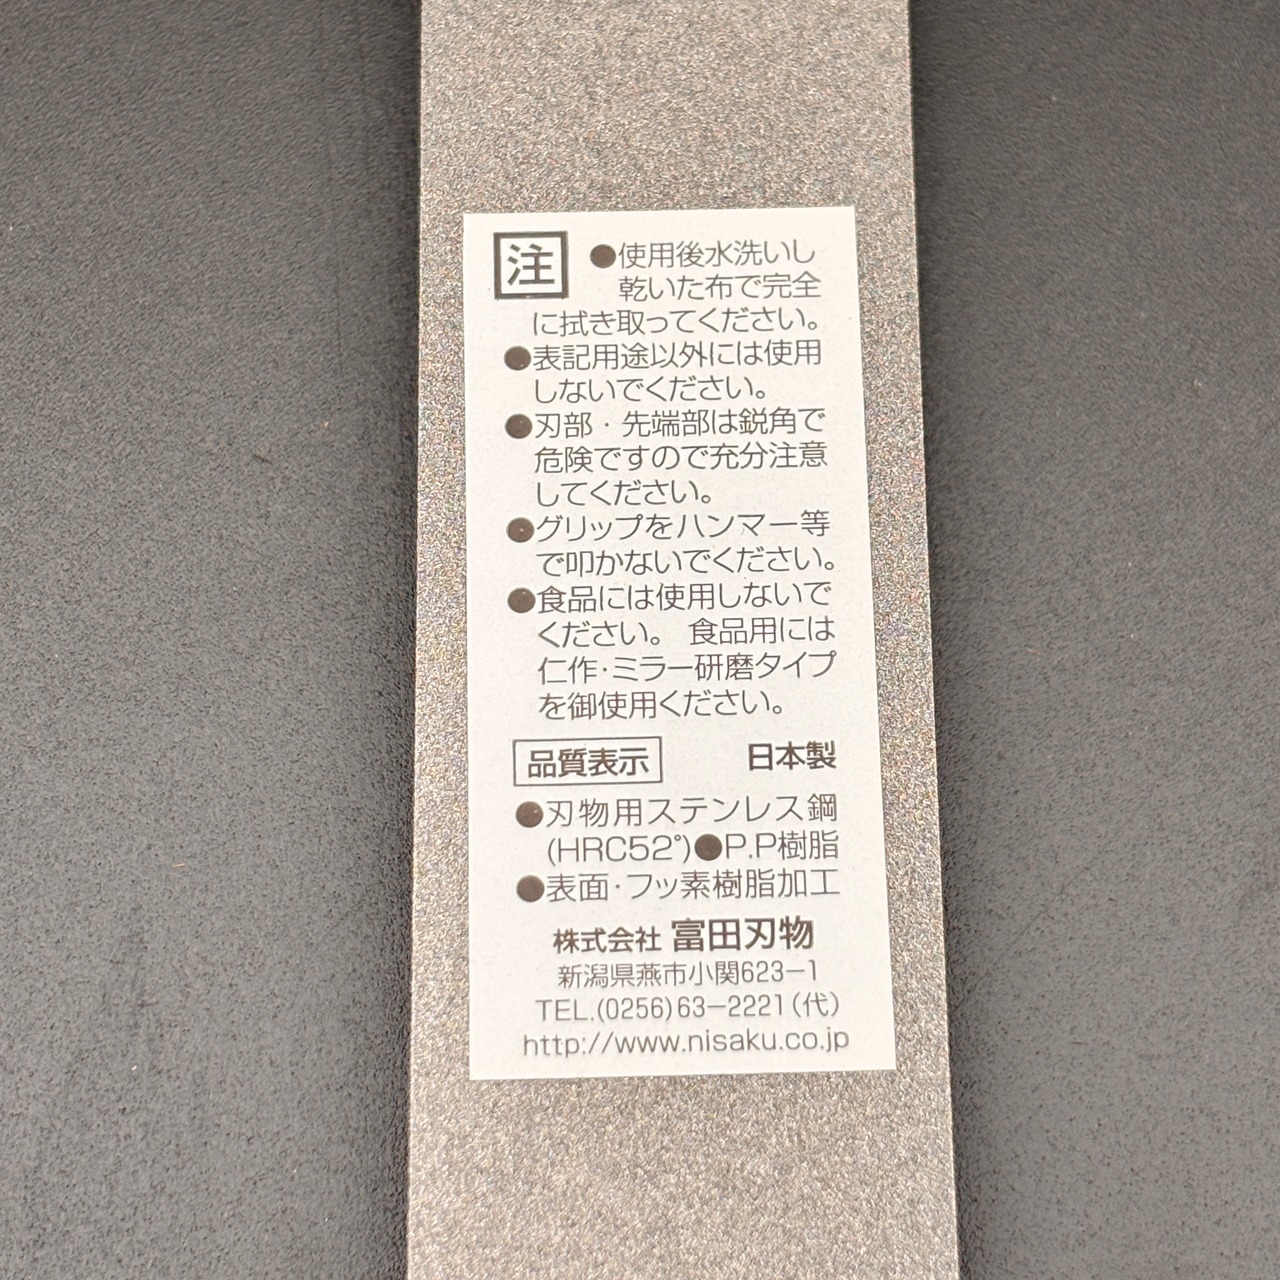 注 ●使用後水洗いし
乾いた布で完全
に拭き取ってください。
●表記用途以外には使用
しないでください。
●刃部・先端部は鋭角で
危険ですので充分注意
してください。
●グリップをハンマー等
で叩かないでください。
●食品には使用しないで
ください。 食品用には
仁作・ミラー研磨タイプ
を御使用ください。
品質表示 日本製
●刃物用ステンレス鋼
(HRC52°)●P.P樹脂
●表面・フッ素樹脂加工
株式会社 富田刃物
新潟県燕市小関623-1
TEL.(0256)63-2221(代)
http://www.nisaku.co.jp